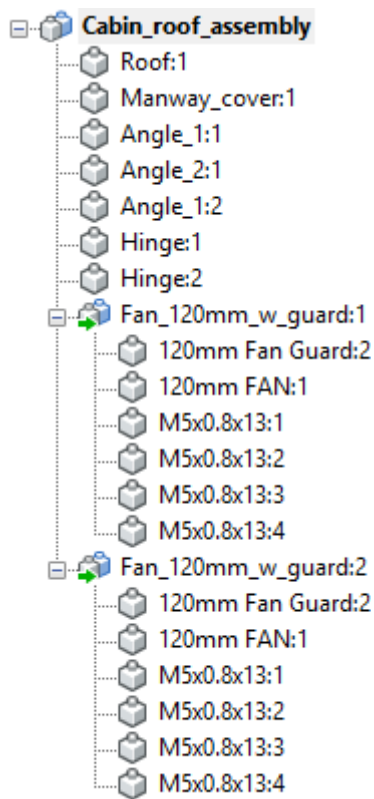 Cabin_roof_assembly
Roof:1
Manway_cover:1
Angle_1:1
Angle_2:1
Angle_1:2
Hinge:1
Hinge:2
Fan_120mm_w_guard:1
120mm Fan Guard:2
120mm FAN:1
M5x0.8x13:1
M5x0.8x13:2
M5x0.8x13:3
M5x0.8x13:4
Fan_120mm_w_guard:2
120mm Fan Guard:2
120mm FAN:1
M5x0.8x13:1
M5x0.8x13:2
M5x0.8x13:3
M5x0.8x13:4